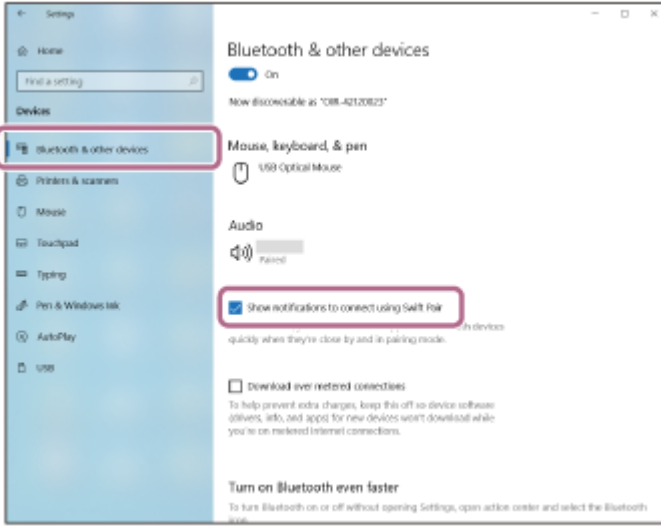 Settings
Home
Find a setting
Devices
Bluetooth & other devices
Printers & scanners
Mouse
Touchpad
Typing
Pen & Windows Ink
AutoPlay
USB
Bluetooth & other devices
On
Now discoverable as
Mouse, keyboard, & pen
USB Optical Mouse
Audio
Paired
Show notifications to connect using Swift Pair
devices
quickly when they're close by and in pairing mode.
Download over metered connections
To help prevent extra charges, keep this off so device software
(drivers, info, and apps) for new devices won't download while
you're on metered Internet connections.
Turn on Bluetooth even faster
To turn Bluetooth on or off without opening Settings, open action center and select the Bluetooth
icon.